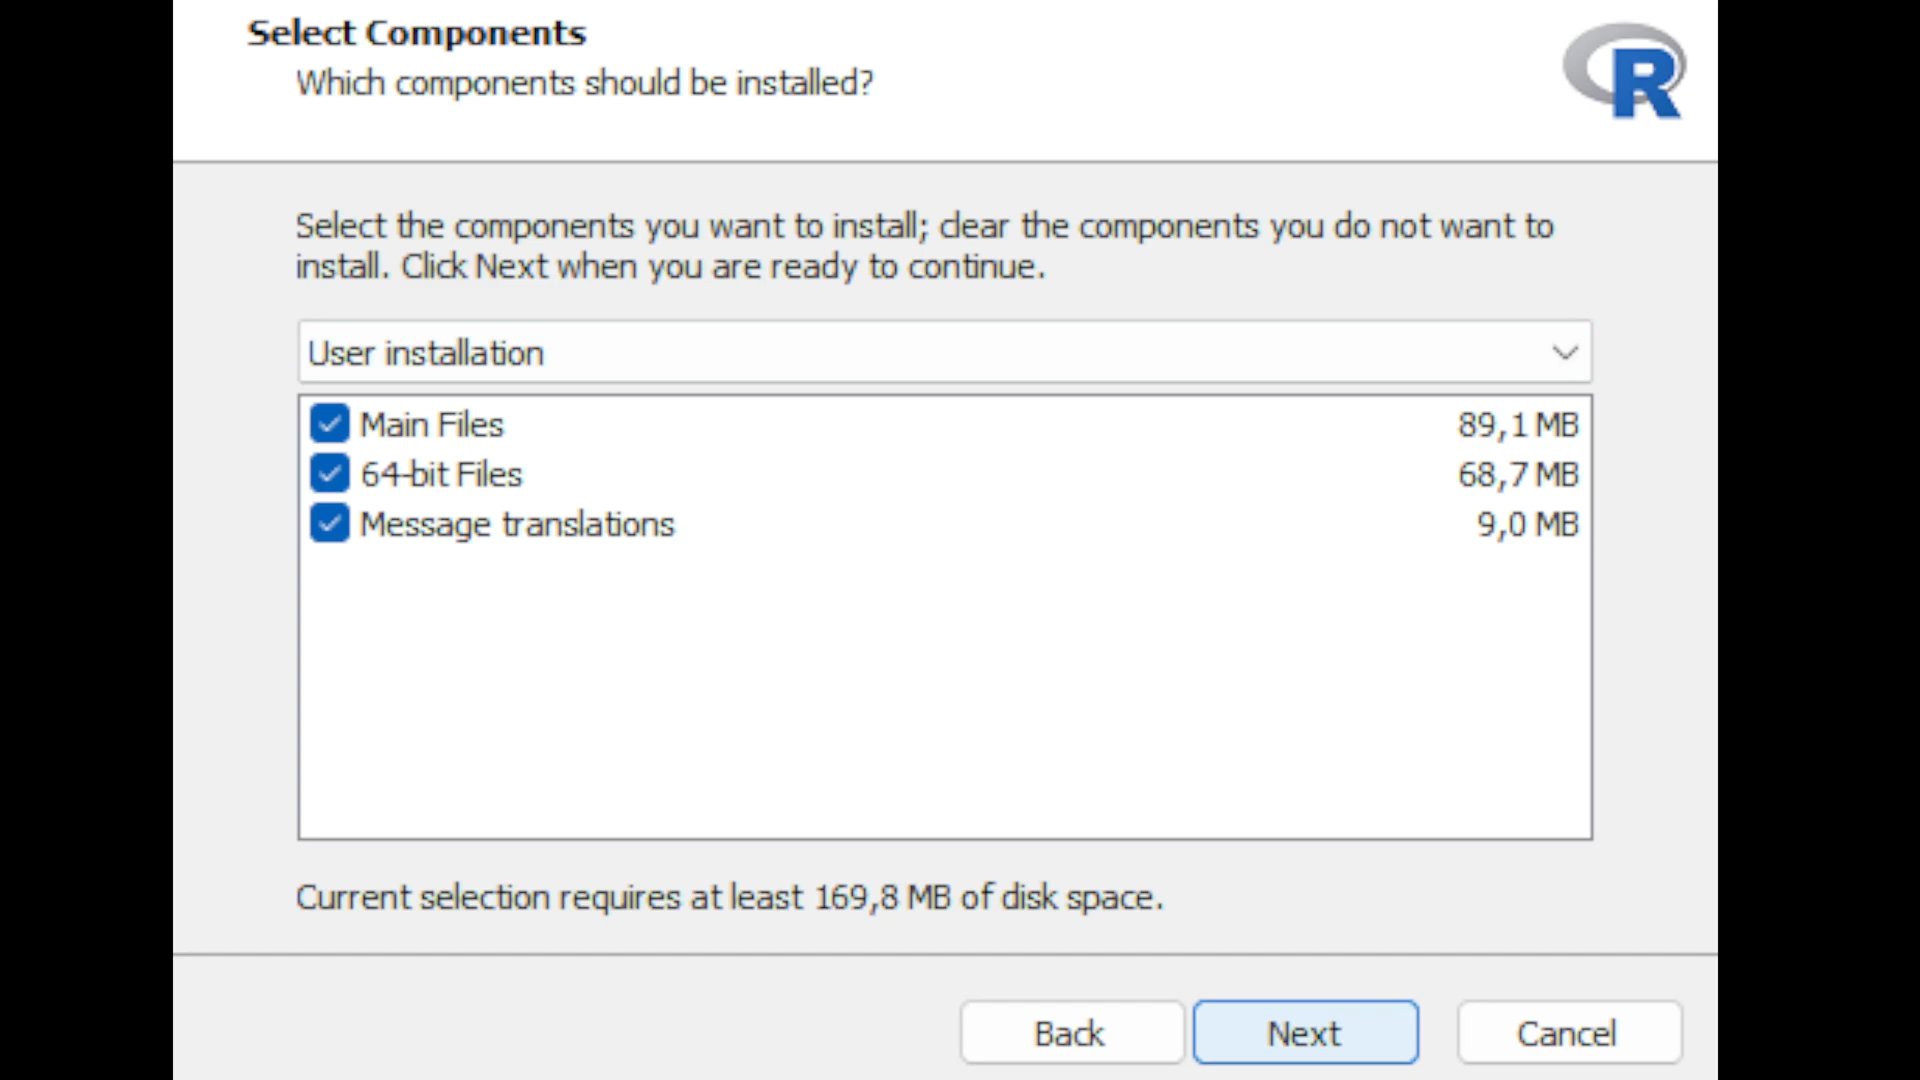 Select Components
Which components should be installed?
R
Select the components you want to install; clear the components you do not want to
install. Click Next when you are ready to continue.
User installation
Main Files 89,1 MB
64-bit Files 68,7 MB
Message translations 9,0 MB
Current selection requires at least 169,8 MB of disk space.
Back Next Cancel